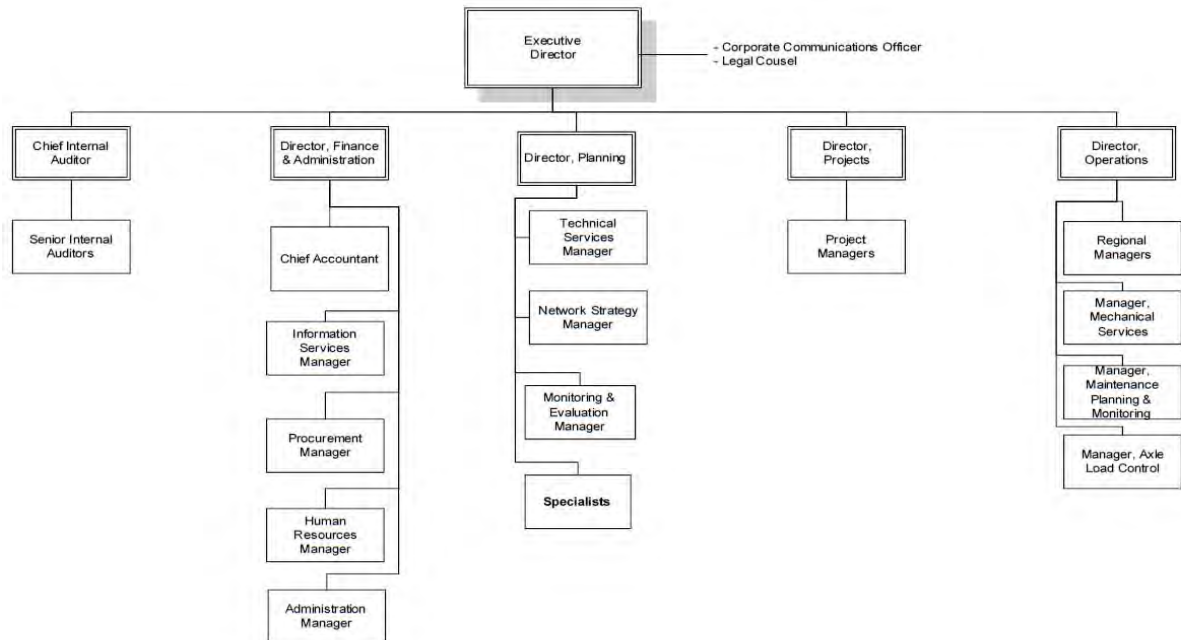 Executive
Director
- Corporate Communications Officer
- Legal Cousel
Chief Internal
Auditor
Director, Finance
& Administration
Director, Planning
Director,
Projects
Director,
Operations
Senior Internal
Auditors
Chief Accountant
Information
Services
Manager
Procurement
Manager
Human
Resources
Manager
Administration
Manager
Technical
Services
Manager
Network Strategy
Manager
Monitoring &
Evaluation
Manager
Specialists
Project
Managers
Regional
Managers
Manager,
Mechanical
Services
Manager,
Maintenance
Planning &
Monitoring
Manager, Axle
Load Control